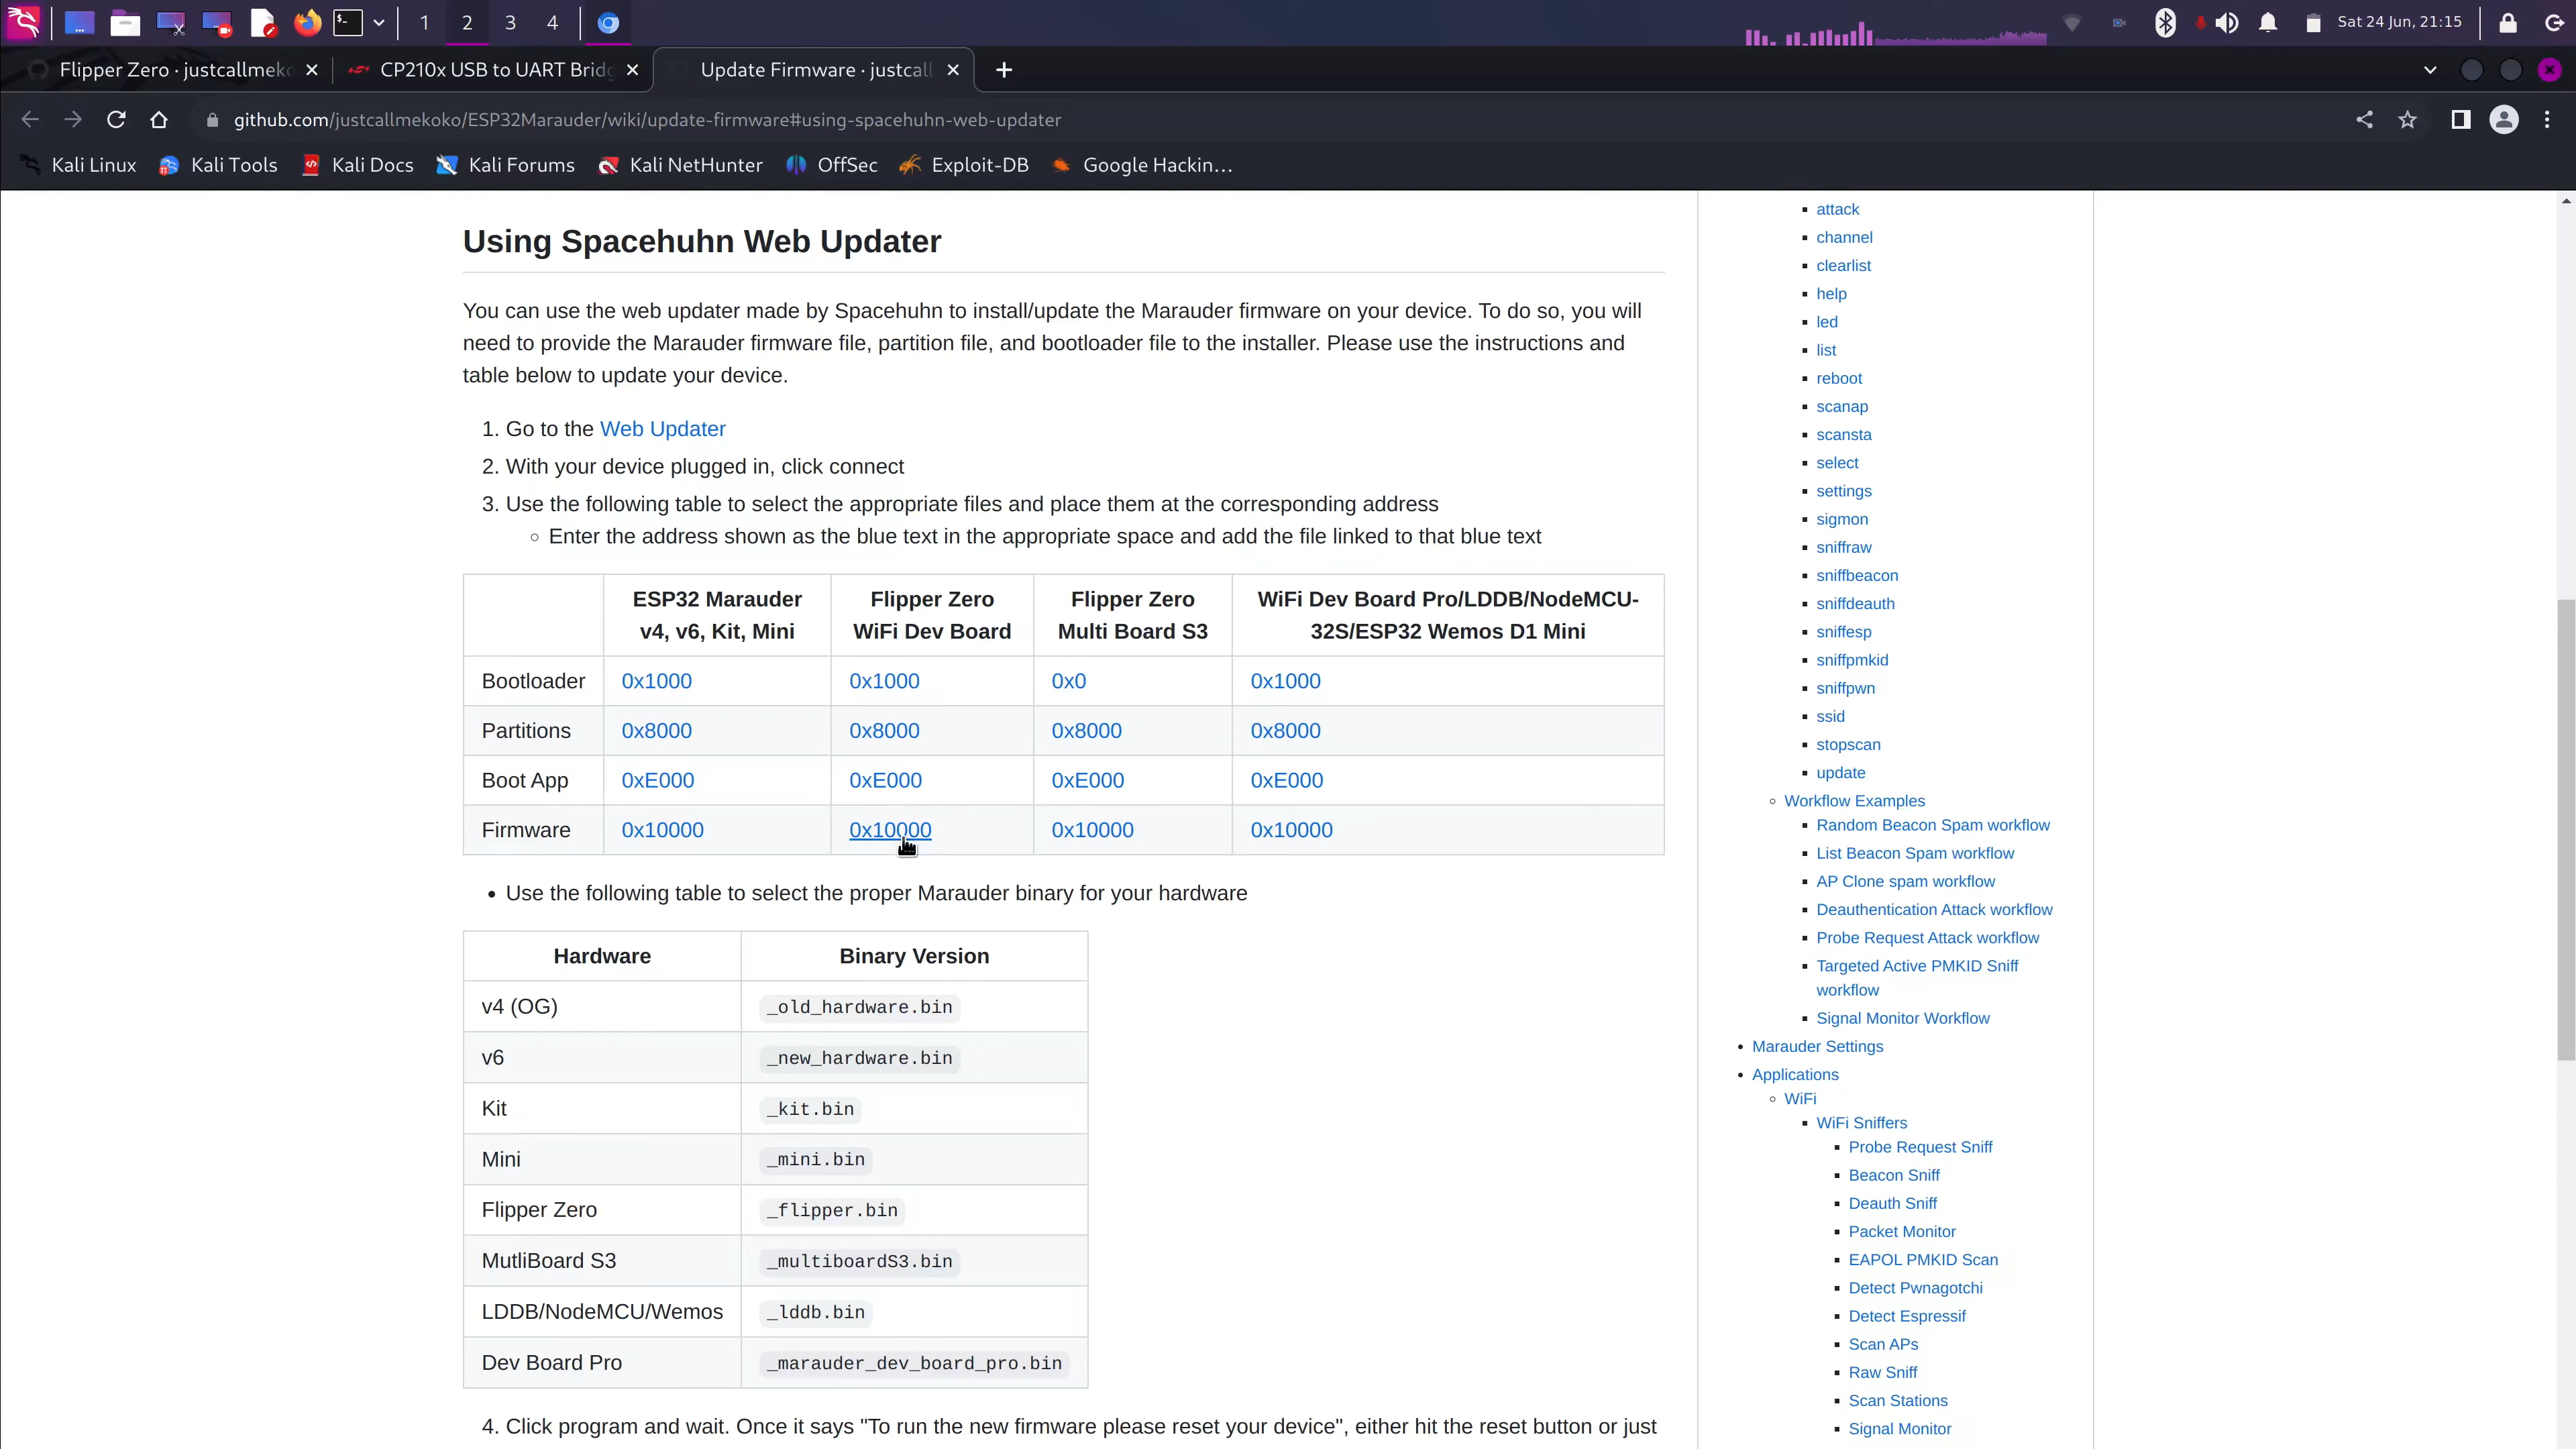 1 2 3 4 Sat 24 Jun, 21:15
Flipper Zero · justcallmeko
CP210x USB to UART Bridg
Update Firmware · justcall
github.com/justcallmekoko/ESP32Marauder/wiki/update-firmware#using-spacehuhn-web-updater
Kali Linux Kali Tools Kali Docs Kali Forums Kali NetHunter OffSec Exploit-DB Google Hackin…
Using Spacehuhn Web Updater
You can use the web updater made by Spacehuhn to install/update the Marauder firmware on your device. To do so, you will
need to provide the Marauder firmware file, partition file, and bootloader file to the installer. Please use the instructions and
table below to update your device.
1. Go to the Web Updater
2. With your device plugged in, click connect
3. Use the following table to select the appropriate files and place them at the corresponding address
Enter the address shown as the blue text in the appropriate space and add the file linked to that blue text
ESP32 Marauder
v4, v6, Kit, Mini
Flipper Zero
WiFi Dev Board
Flipper Zero
Multi Board S3
WiFi Dev Board Pro/LDDB/NodeMCU-
32S/ESP32 Wemos D1 Mini
Bootloader 0x1000 0x1000 0x0 0x1000
Partitions 0x8000 0x8000 0x8000 0x8000
Boot App 0xE000 0xE000 0xE000 0xE000
Firmware 0x10000 0x10000 0x10000 0x10000
Use the following table to select the proper Marauder binary for your hardware
Hardware Binary Version
v4 (OG) _old_hardware.bin
v6 _new_hardware.bin
Kit _kit.bin
Mini _mini.bin
Flipper Zero _flipper.bin
MutliBoard S3 _multiboardS3.bin
LDDB/NodeMCU/Wemos _lddb.bin
Dev Board Pro _marauder_dev_board_pro.bin
4. Click program and wait. Once it says "To run the new firmware please reset your device", either hit the reset button or just
attack
channel
clearlist
help
led
list
reboot
scanap
scansta
select
settings
sigmon
sniffraw
sniffbeacon
sniffdeauth
sniffesp
sniffpmkid
sniffpwn
ssid
stopscan
update
Workflow Examples
Random Beacon Spam workflow
List Beacon Spam workflow
AP Clone spam workflow
Deauthentication Attack workflow
Probe Request Attack workflow
Targeted Active PMKID Sniff
workflow
Signal Monitor Workflow
Marauder Settings
Applications
WiFi
WiFi Sniffers
Probe Request Sniff
Beacon Sniff
Deauth Sniff
Packet Monitor
EAPOL PMKID Scan
Detect Pwnagotchi
Detect Espressif
Scan APs
Raw Sniff
Scan Stations
Signal Monitor